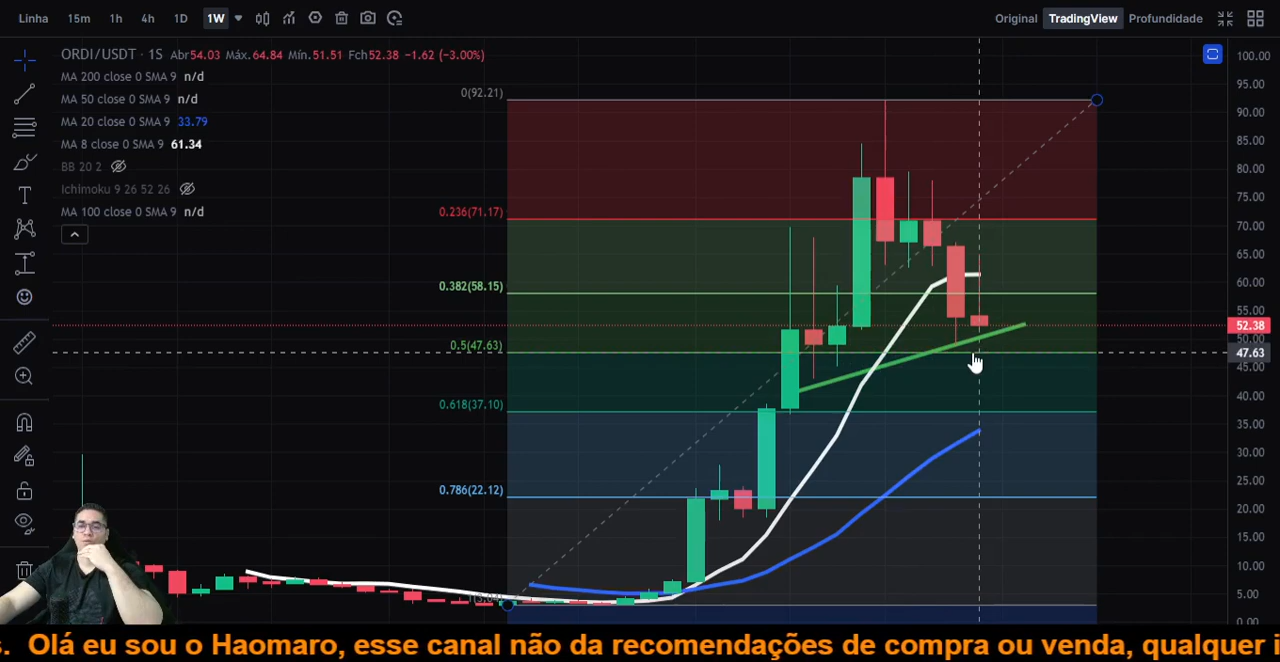 Linha 15m 1h 4h 1D 1W Original TradingView Profundidade
ORDI/USDT · 1S Abr54.03 Máx.64.84 Mín.51.51 Fch52.38 −1.62 (−3.00%)
MA 200 close 0 SMA 9 n/d
MA 50 close 0 SMA 9 n/d
MA 20 close 0 SMA 9 33.79
MA 8 close 0 SMA 9 61.34
BB 20 2
Ichimoku 9 26 52 26
MA 100 close 0 SMA 9 n/d
0(92.21)
0.236(71.17)
0.382(58.15)
0.5(47.63)
0.618(37.10)
0.786(22.12)
100.00
95.00
90.00
85.00
80.00
75.00
70.00
65.00
60.00
55.00
52.38
50.00
47.63
45.00
40.00
35.00
30.00
25.00
20.00
15.00
10.00
5.00
0.00
s. Olá eu sou o Haomaro, esse canal não da recomendações de compra ou venda, qualquer i